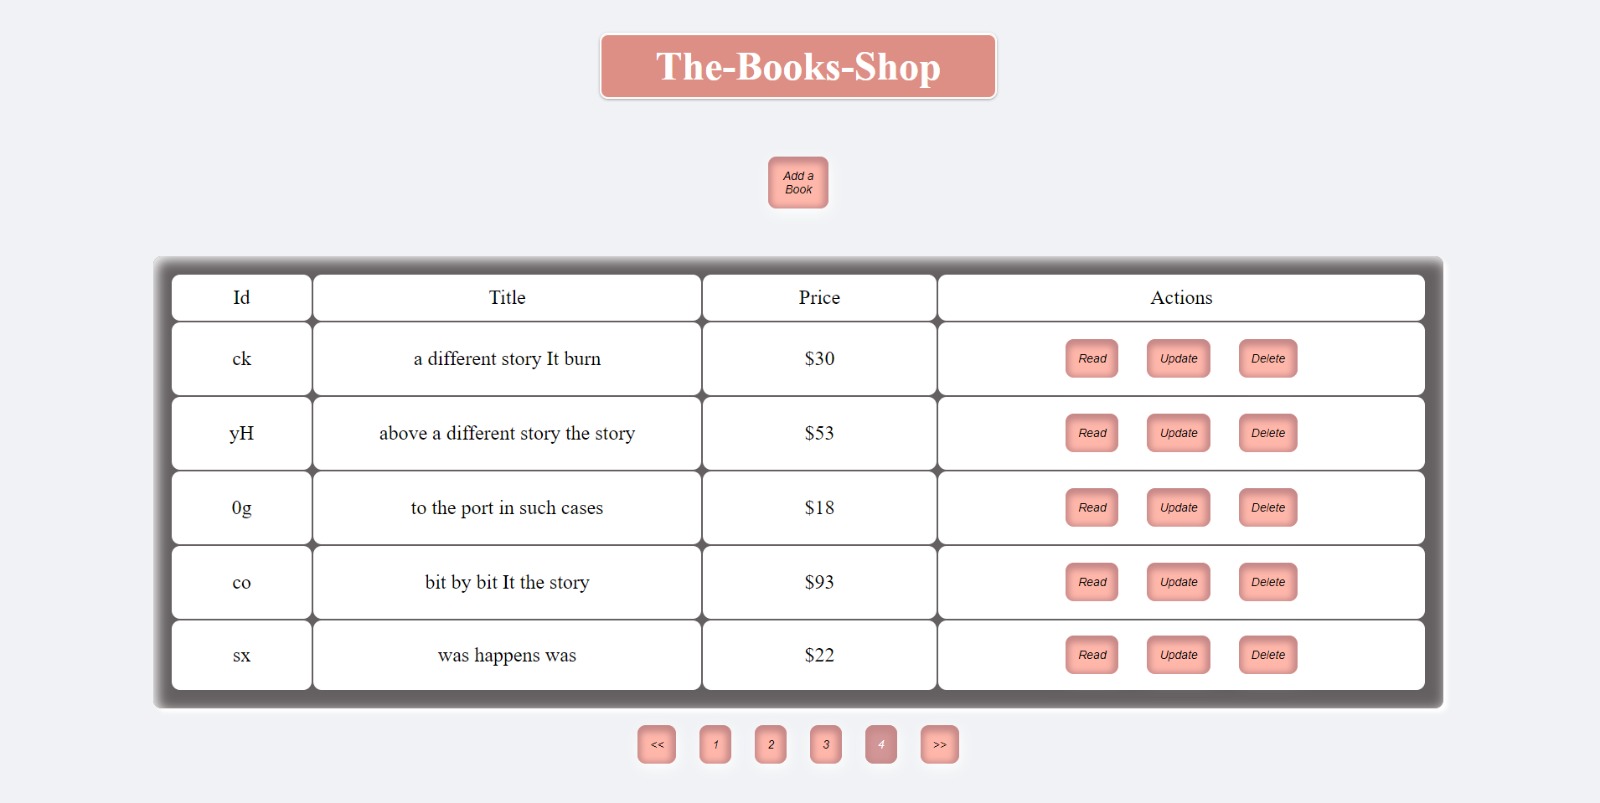 The-Books-Shop
Add a
Book
Id Title Price Actions
ck a different story It burn $30 Read Update Delete
yH above a different story the story $53 Read Update Delete
0g to the port in such cases $18 Read Update Delete
co bit by bit It the story $93 Read Update Delete
sx was happens was $22 Read Update Delete
<< 1 2 3 4 >>